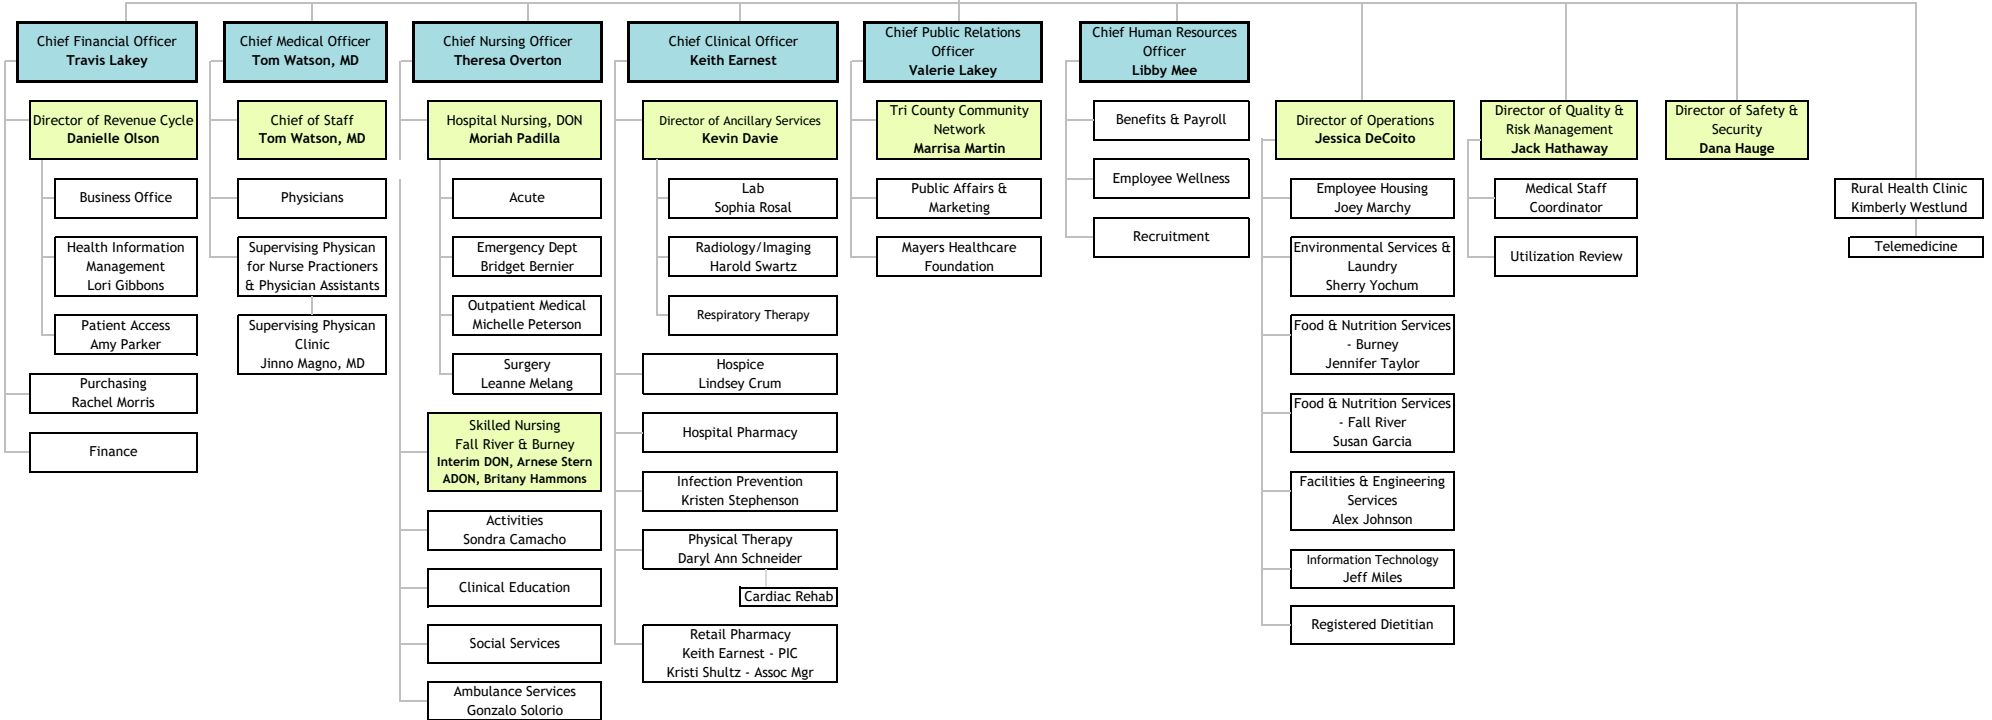 Chief Financial Officer
Travis Lakey
Director of Revenue Cycle
Danielle Olson
Business Office
Health Information
Management
Lori Gibbons
Patient Access
Amy Parker
Purchasing
Rachel Morris
Finance
Chief Medical Officer
Tom Watson, MD
Chief of Staff
Tom Watson, MD
Physicians
Supervising Physican
for Nurse Practioners
& Physician Assistants
Supervising Physican
Clinic
Jinno Magno, MD
Chief Nursing Officer
Theresa Overton
Hospital Nursing, DON
Moriah Padilla
Acute
Emergency Dept
Bridget Bernier
Outpatient Medical
Michelle Peterson
Surgery
Leanne Melang
Skilled Nursing
Fall River & Burney
Interim DON, Arnese Stern
ADON, Britany Hammons
Activities
Sondra Camacho
Clinical Education
Social Services
Ambulance Services
Gonzalo Solorio
Chief Clinical Officer
Keith Earnest
Director of Ancillary Services
Kevin Davie
Lab
Sophia Rosal
Radiology/Imaging
Harold Swartz
Respiratory Therapy
Hospice
Lindsey Crum
Hospital Pharmacy
Infection Prevention
Kristen Stephenson
Physical Therapy
Daryl Ann Schneider
Cardiac Rehab
Retail Pharmacy
Keith Earnest - PIC
Kristi Shultz - Assoc Mgr
Chief Public Relations
Officer
Valerie Lakey
Tri County Community
Network
Marrisa Martin
Public Affairs &
Marketing
Mayers Healthcare
Foundation
Chief Human Resources
Officer
Libby Mee
Benefits & Payroll
Employee Wellness
Recruitment
Director of Operations
Jessica DeCoito
Employee Housing
Joey Marchy
Environmental Services &
Laundry
Sherry Yochum
Food & Nutrition Services
- Burney
Jennifer Taylor
Food & Nutrition Services
- Fall River
Susan Garcia
Facilities & Engineering
Services
Alex Johnson
Information Technology
Jeff Miles
Registered Dietitian
Director of Quality &
Risk Management
Jack Hathaway
Medical Staff
Coordinator
Utilization Review
Director of Safety &
Security
Dana Hauge
Rural Health Clinic
Kimberly Westlund
Telemedicine